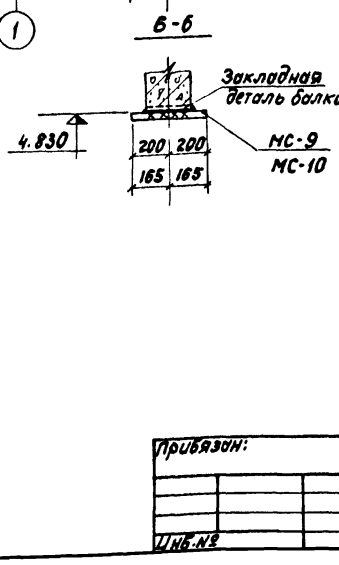 1
В-В
Закладная
деталь балки
4.830
200 200
165 165
МС-9
МС-10
Привязан:
Инв.№